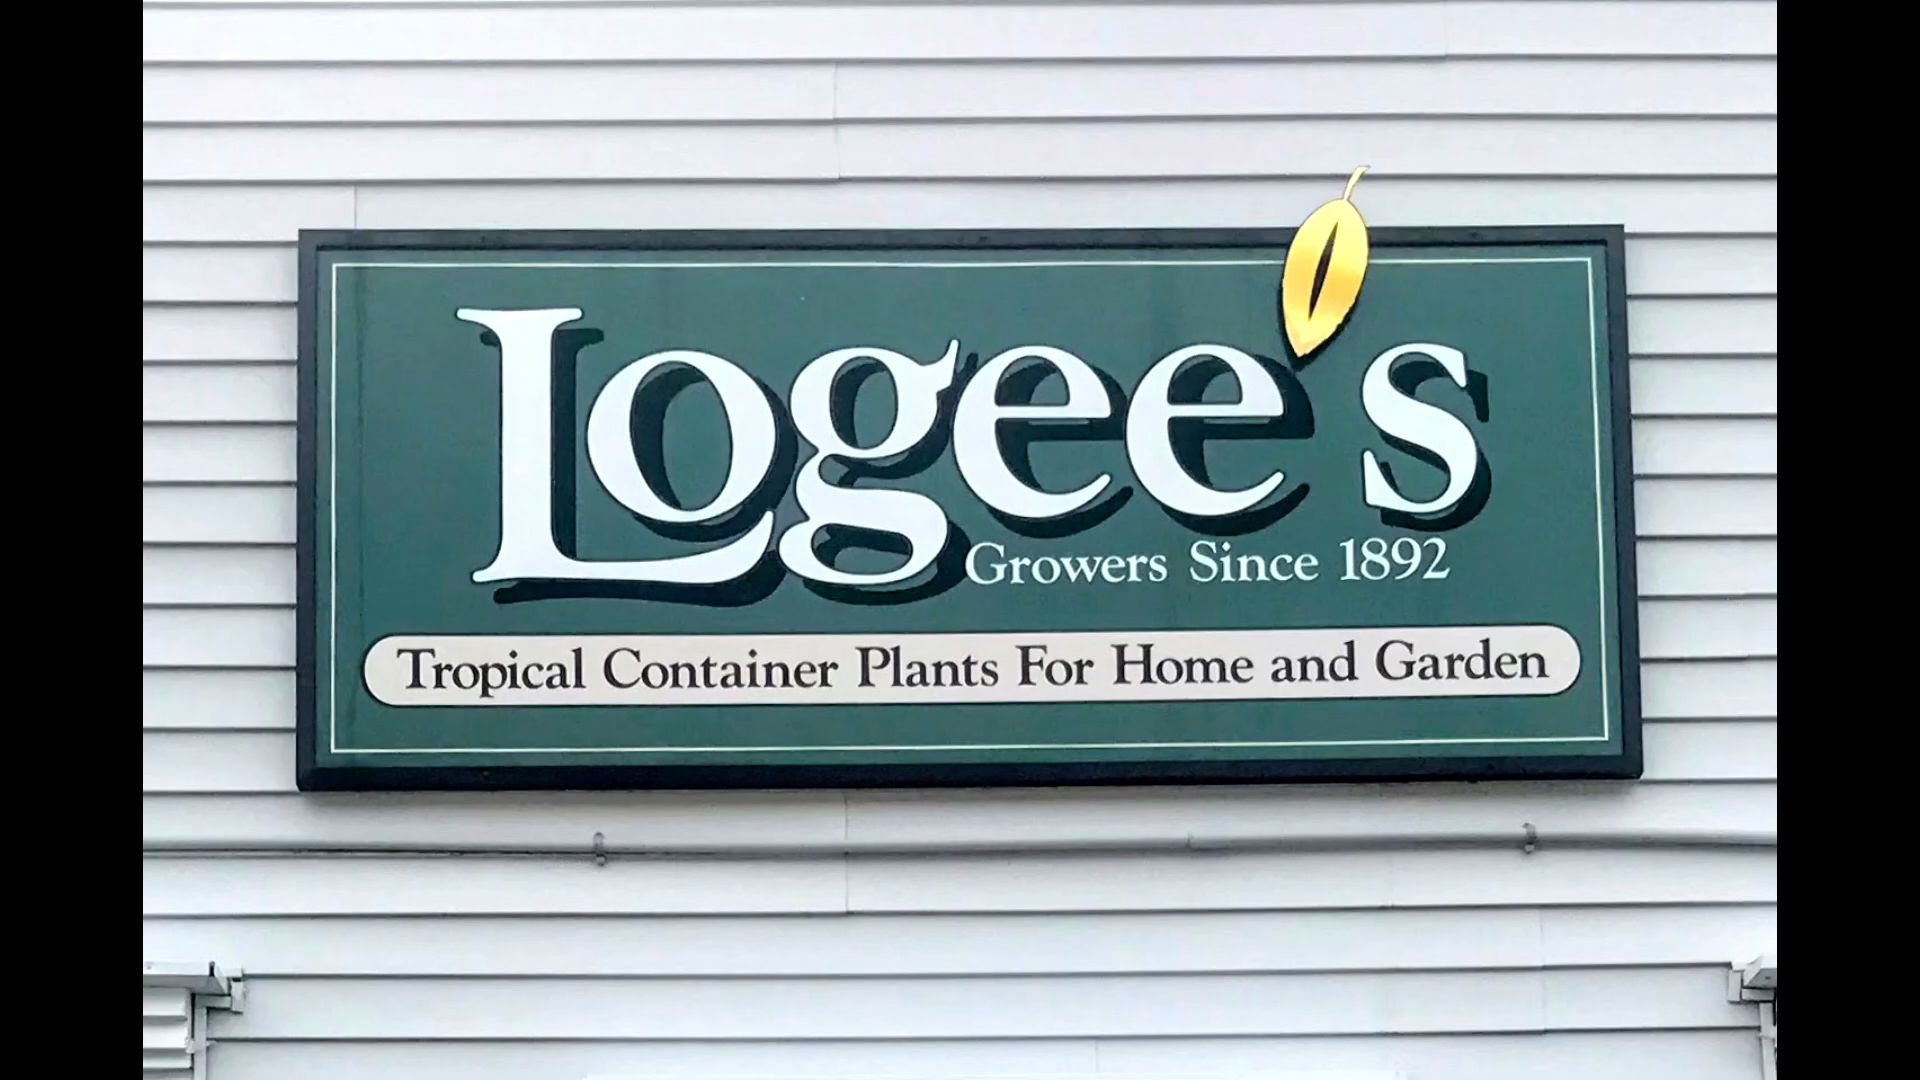 Logee's
Growers Since 1892
Tropical Container Plants For Home and Garden